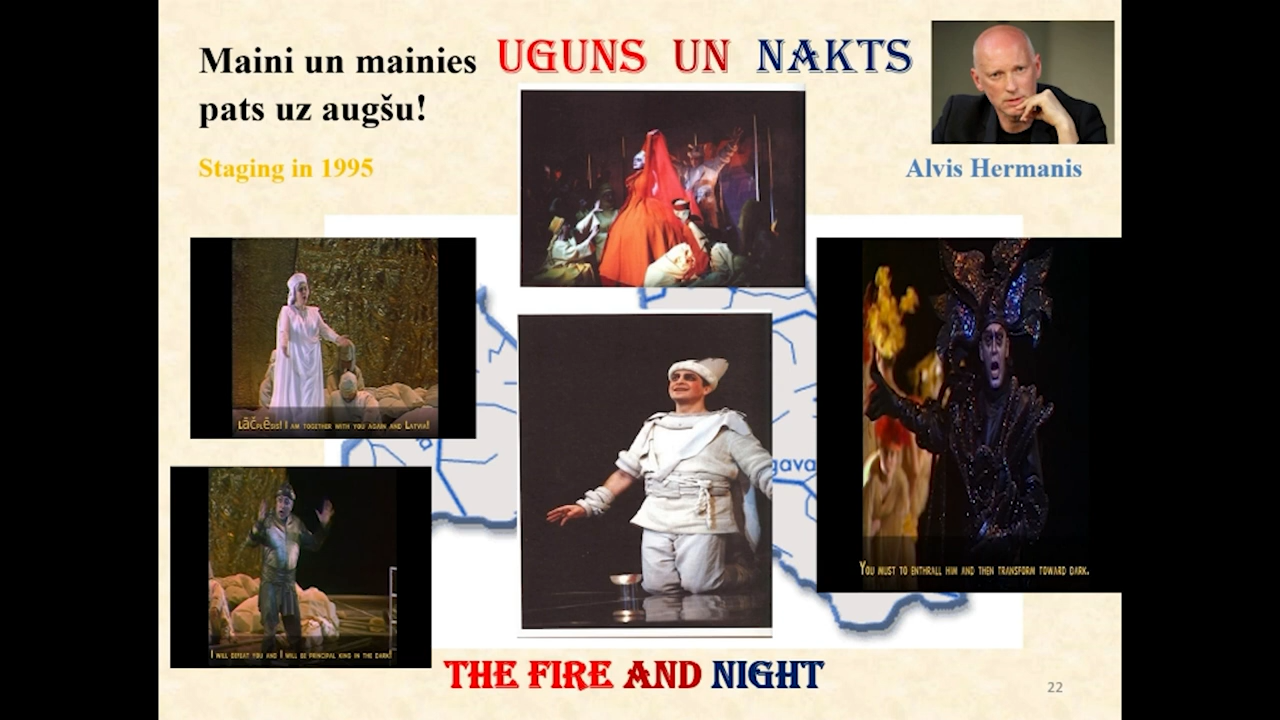 Maini un mainies
pats uz augšu!
UGUNS UN NAKTS
Staging in 1995
Alvis Hermanis
LāČPLēSIS! I AM TOGETHER WITH YOU AGAIN AND LATVIA!
gava
YOU MUST TO ENTHRALL HIM AND THEN TRANSFORM TOWARD DARK.
I WILL DEFEAT YOU AND I WILL BE PRINCIPAL KING IN THE DARK!
THE FIRE AND NIGHT
22